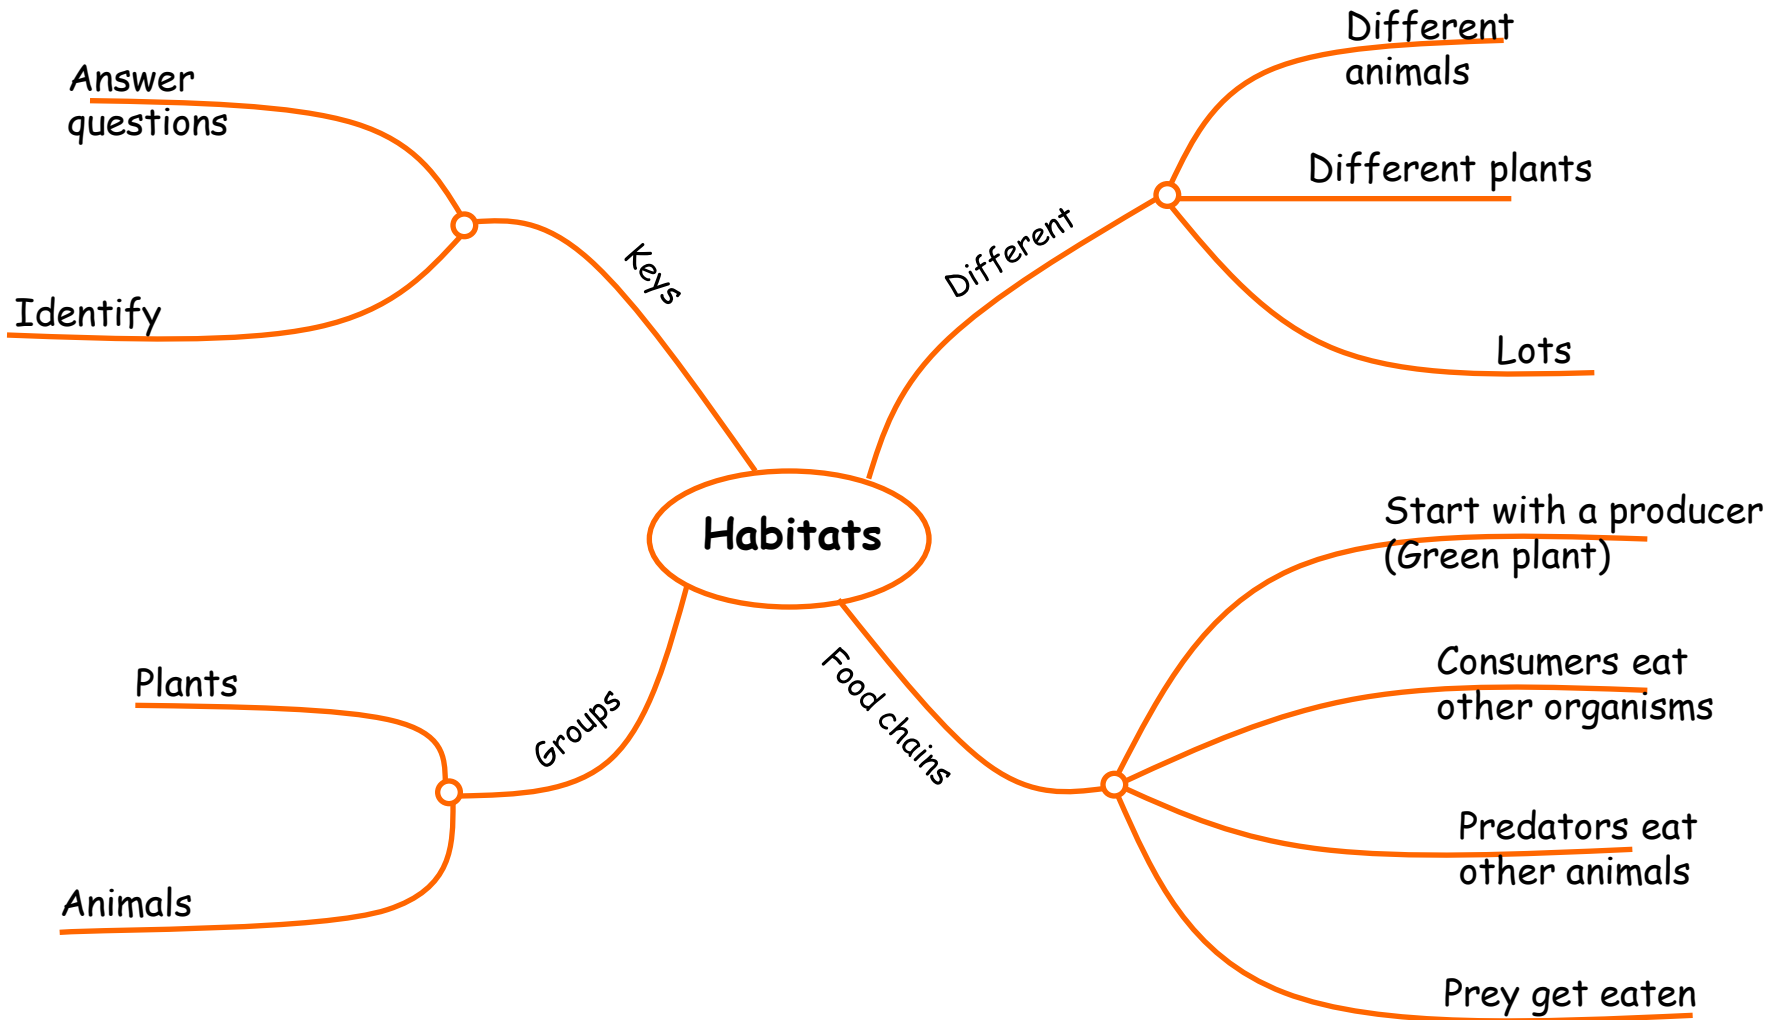 Different
animals
Answer
questions
Different plants
Different
Keys
Identify
Lots
Habitats
Start with a producer
(Green plant)
Consumers eat
other organisms
Plants
Groups
Food chains
Predators eat
other animals
Animals
Prey get eaten